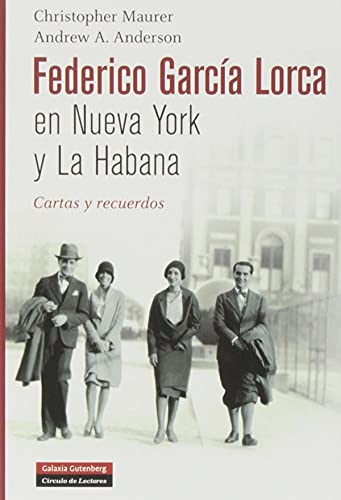 Christopher Maurer
Andrew A. Anderson
Federico García Lorca
en Nueva York
y La Habana
Cartas y recuerdos
Galaxia Gutenberg
Círculo de Lectores